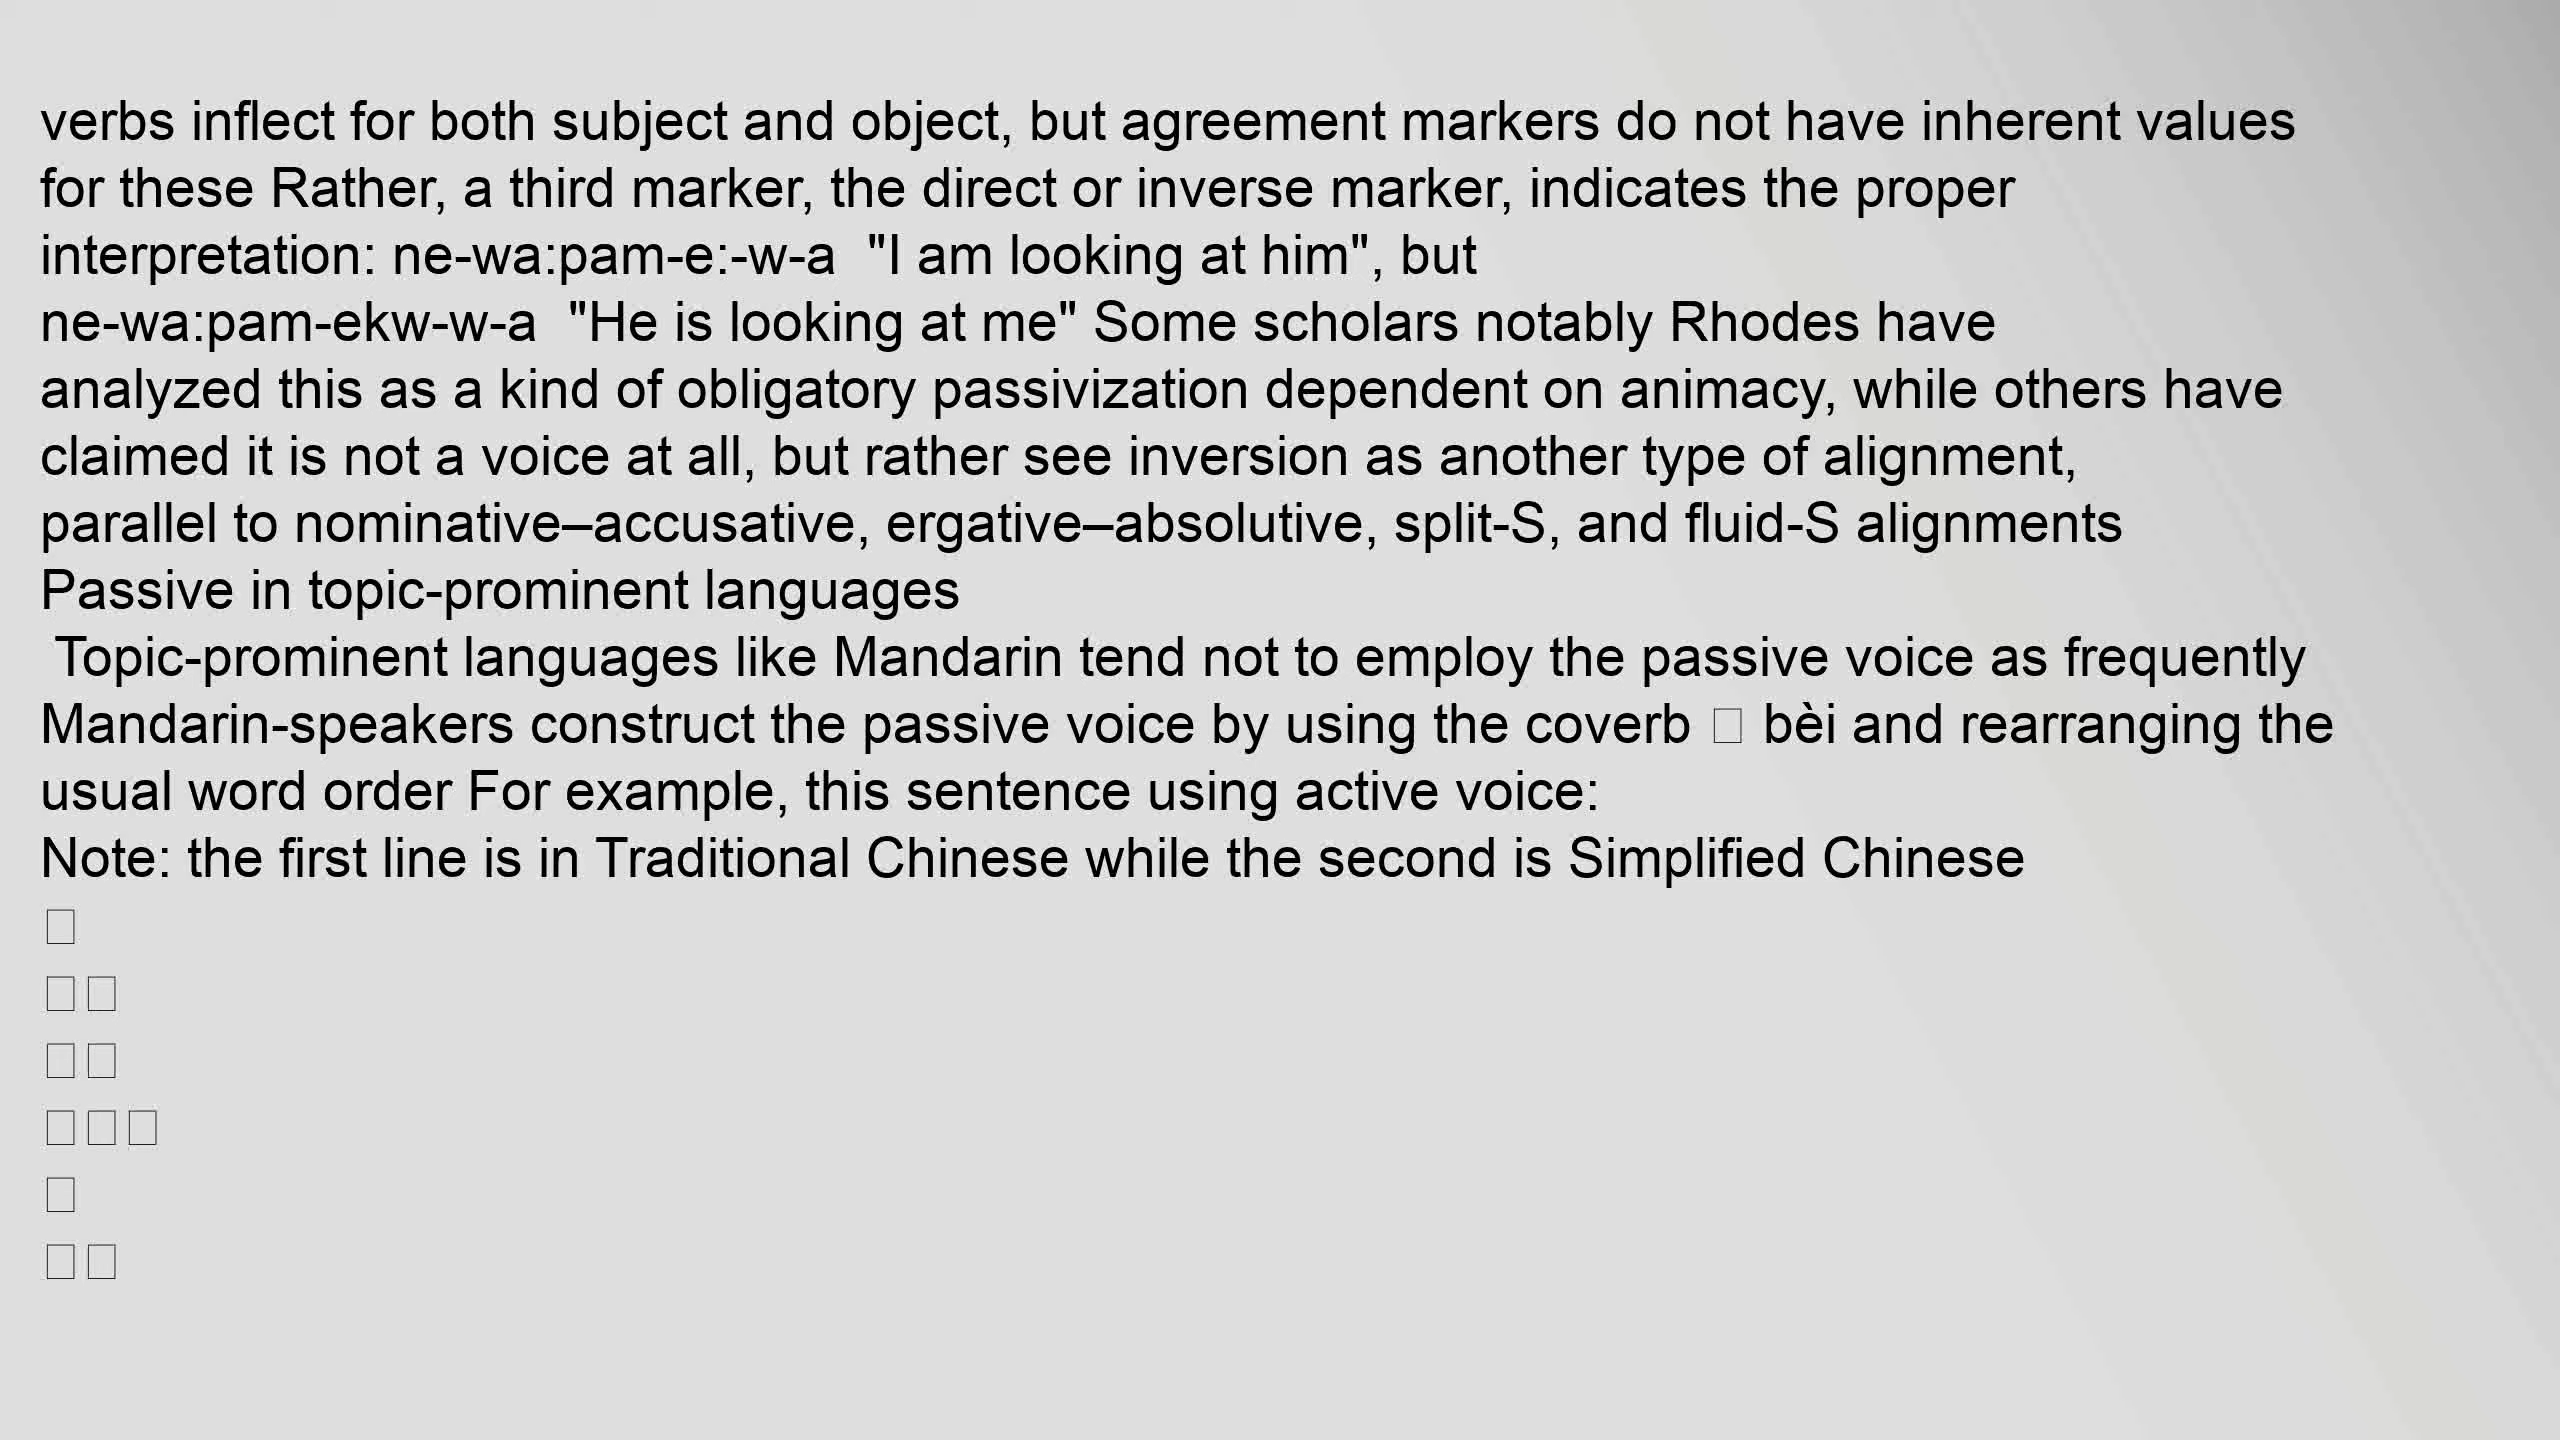 verbs inflect for both subject and object, but agreement markers do not have inherent values
for these Rather, a third marker, the direct or inverse marker, indicates the proper
interpretation: ne-wa:pam-e:-w-a  "I am looking at him", but
ne-wa:pam-ekw-w-a  "He is looking at me" Some scholars notably Rhodes have
analyzed this as a kind of obligatory passivization dependent on animacy, while others have
claimed it is not a voice at all, but rather see inversion as another type of alignment,
parallel to nominative–accusative, ergative–absolutive, split-S, and fluid-S alignments
Passive in topic-prominent languages
Topic-prominent languages like Mandarin tend not to employ the passive voice as frequently
Mandarin-speakers construct the passive voice by using the coverb bèi and rearranging the
usual word order For example, this sentence using active voice:
Note: the first line is in Traditional Chinese while the second is Simplified Chinese